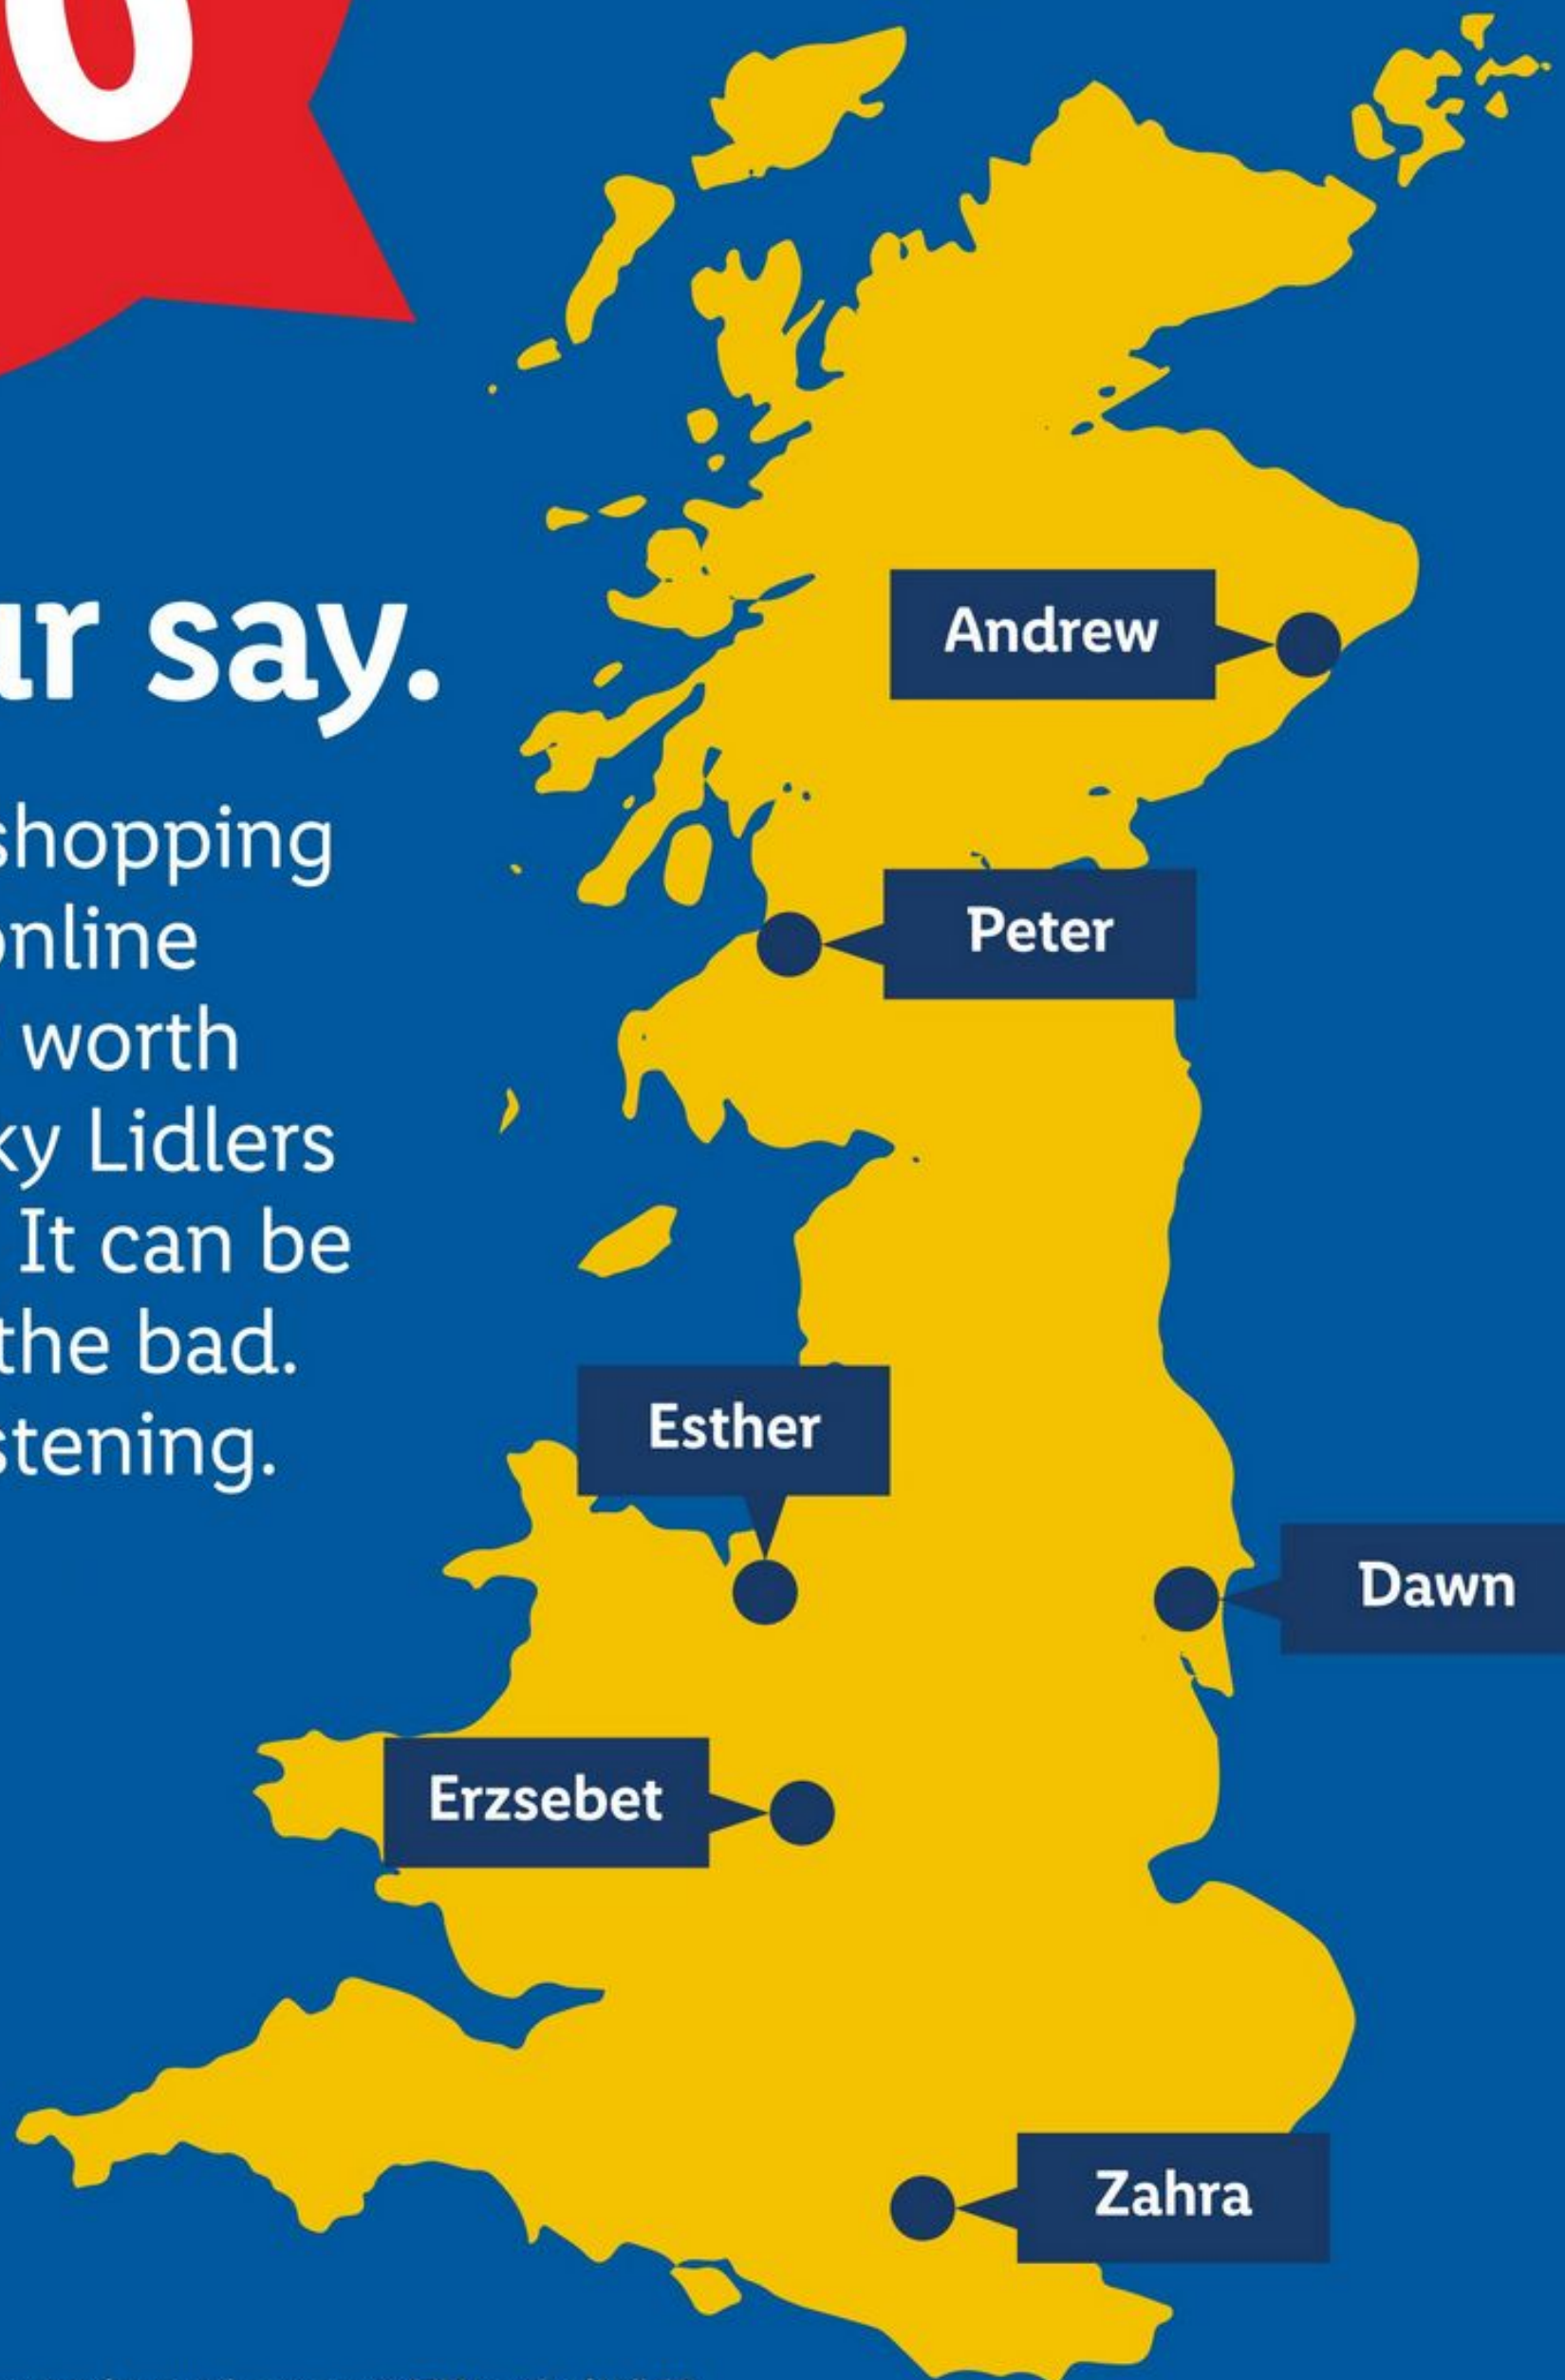 0
ur say.
shopping
online
worth
ky Lidlers
It can be
the bad.
stening.
Andrew
Peter
Esther
Dawn
Erzsebet
Zahra